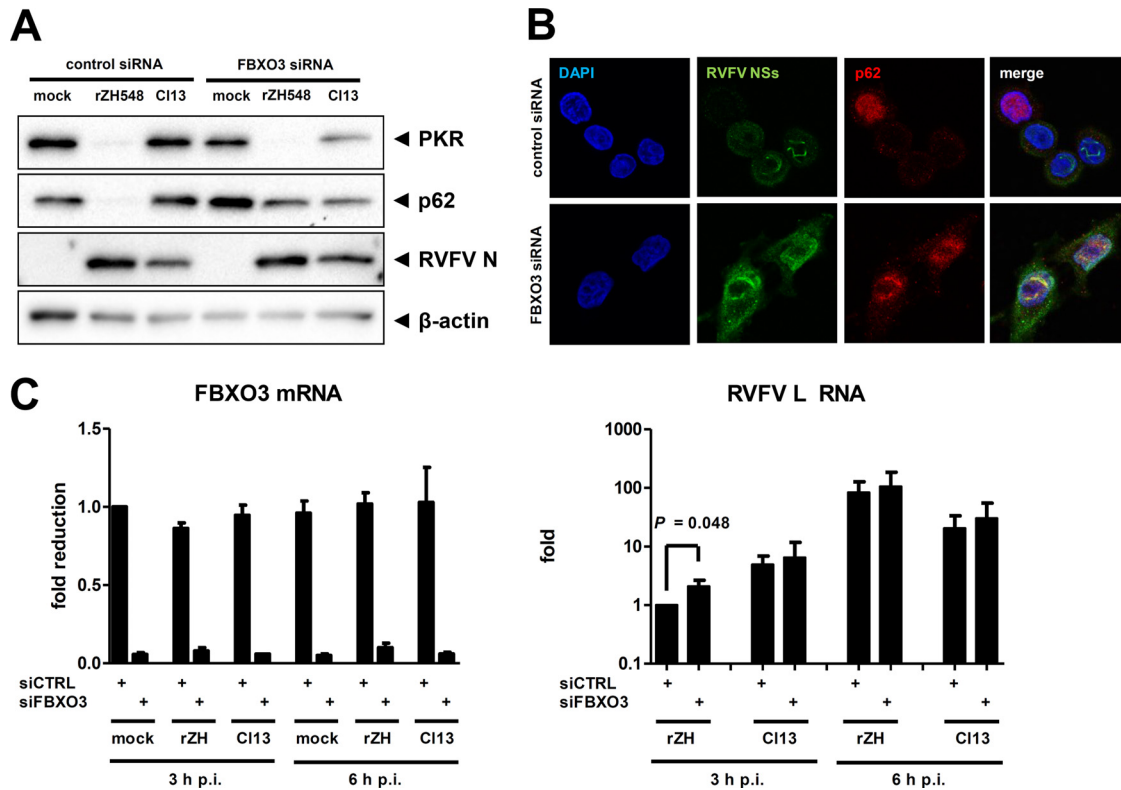 A
control siRNA FBXO3 siRNA
mock rZH548 Cl13 mock rZH548 Cl13
PKR
p62
RVFV N
β-actin
B
control siRNA
DAPI RVFV NSs p62 merge
FBXO3 siRNA
C
FBXO3 mRNA
fold reduction
1.5
1.0
0.5
0.0
siCTRL + + + + + +
siFBXO3 + + + + + +
mock rZH Cl13 mock rZH Cl13
3 h p.i. 6 h p.i.
RVFV L RNA
fold
1000
100
10
1
0.1
P = 0.048
siCTRL + + + +
siFBXO3 + + + +
rZH Cl13 rZH Cl13
3 h p.i. 6 h p.i.